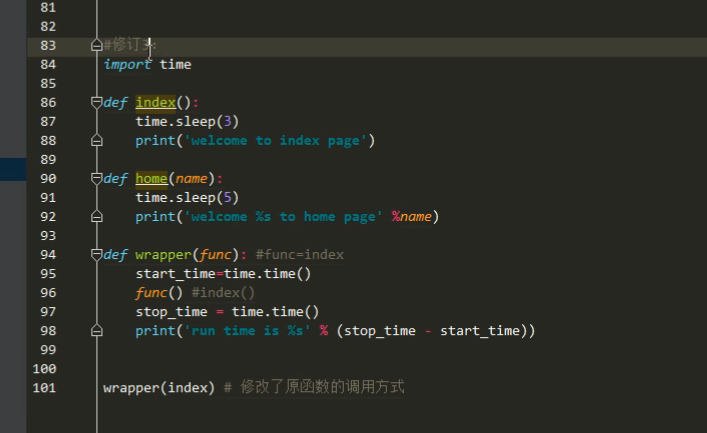 81
82
83 #修订3:
84 import time
85
86 def index():
87 time.sleep(3)
88 print('welcome to index page')
89
90 def home(name):
91 time.sleep(5)
92 print('welcome %s to home page' %name)
93
94 def wrapper(func): #func=index
95 start_time=time.time()
96 func() #index()
97 stop_time = time.time()
98 print('run time is %s' % (stop_time - start_time))
99
100
101 wrapper(index) # 修改了原函数的调用方式